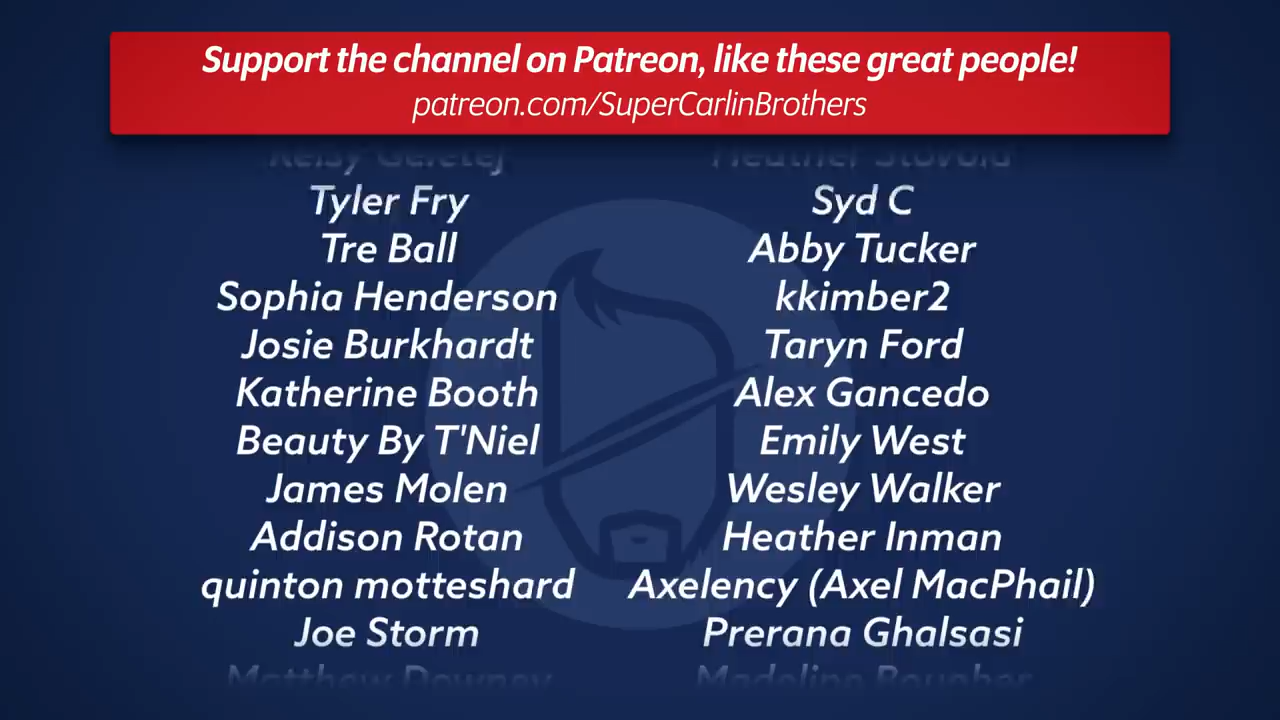 Support the channel on Patreon, like these great people!
patreon.com/SuperCarlinBrothers
Tyler Fry
Syd C
Tre Ball
Abby Tucker
Sophia Henderson
kkimber2
Josie Burkhardt
Taryn Ford
Katherine Booth
Alex Gancedo
Beauty By T'Niel
Emily West
James Molen
Wesley Walker
Addison Rotan
Heather Inman
quinton motteshard
Axelency (Axel MacPhail)
Joe Storm
Prerana Ghalsasi
Matthew Downey